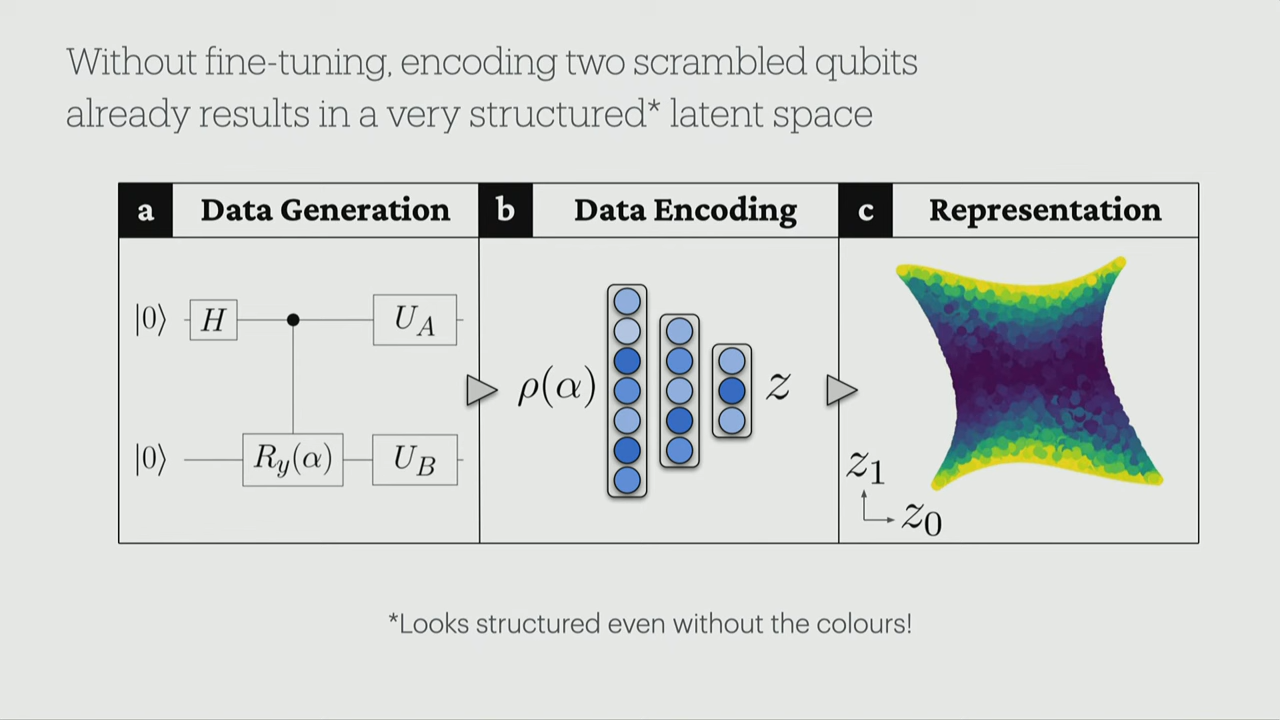 Without fine-tuning, encoding two scrambled qubits
already results in a very structured* latent space
a Data Generation b Data Encoding c Representation
|0⟩ H U_A
ρ(α) z
|0⟩ R_y(α) U_B
z_1
z_0
*Looks structured even without the colours!